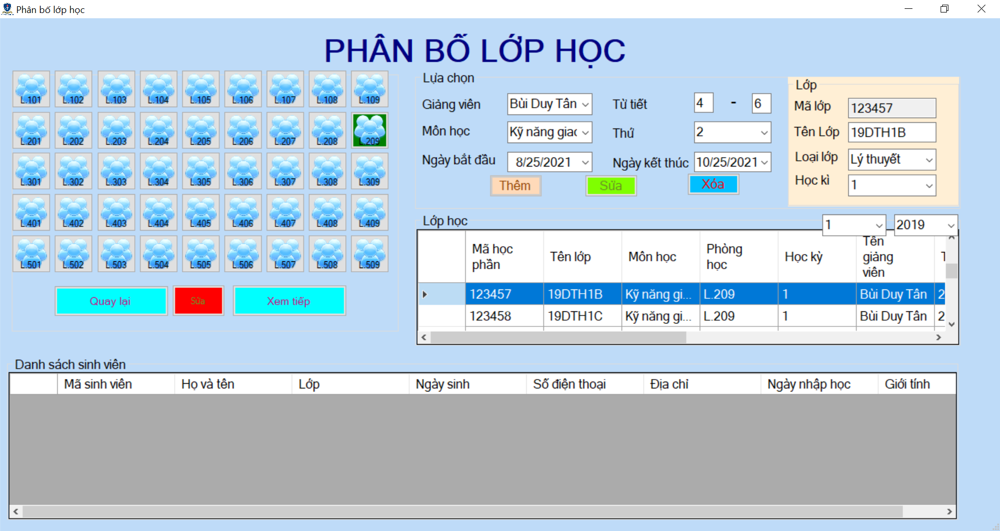 Phân bố lớp học
PHÂN BỐ LỚP HỌC
L.101 L.102 L.103 L.104 L.105 L.106 L.107 L.108 L.109
L.201 L.202 L.203 L.204 L.205 L.206 L.207 L.208 L.209
L.301 L.302 L.303 L.304 L.305 L.306 L.307 L.308 L.309
L.401 L.402 L.403 L.404 L.405 L.406 L.407 L.408 L.409
L.501 L.502 L.503 L.504 L.505 L.506 L.507 L.508 L.509
Quay lại Sửa Xem tiếp
Lựa chọn
Giảng viên Bùi Duy Tân Từ tiết 4 - 6
Môn học Kỹ năng giao Thứ 2
Ngày bắt đầu 8/25/2021 Ngày kết thúc 10/25/2021
Thêm Sửa Xóa
Lớp
Mã lớp 123457
Tên Lớp 19DTH1B
Loại lớp Lý thuyết
Học kì 1
Lớp học 1 2019
Mã học phần Tên lớp Môn học Phòng học Học kỳ Tên giảng viên T
123457 19DTH1B Kỹ năng gi... L.209 1 Bùi Duy Tân 2
123458 19DTH1C Kỹ năng gi... L.209 1 Bùi Duy Tân 2
Danh sách sinh viên
Mã sinh viên Họ và tên Lớp Ngày sinh Số điện thoại Địa chỉ Ngày nhập học Giới tính